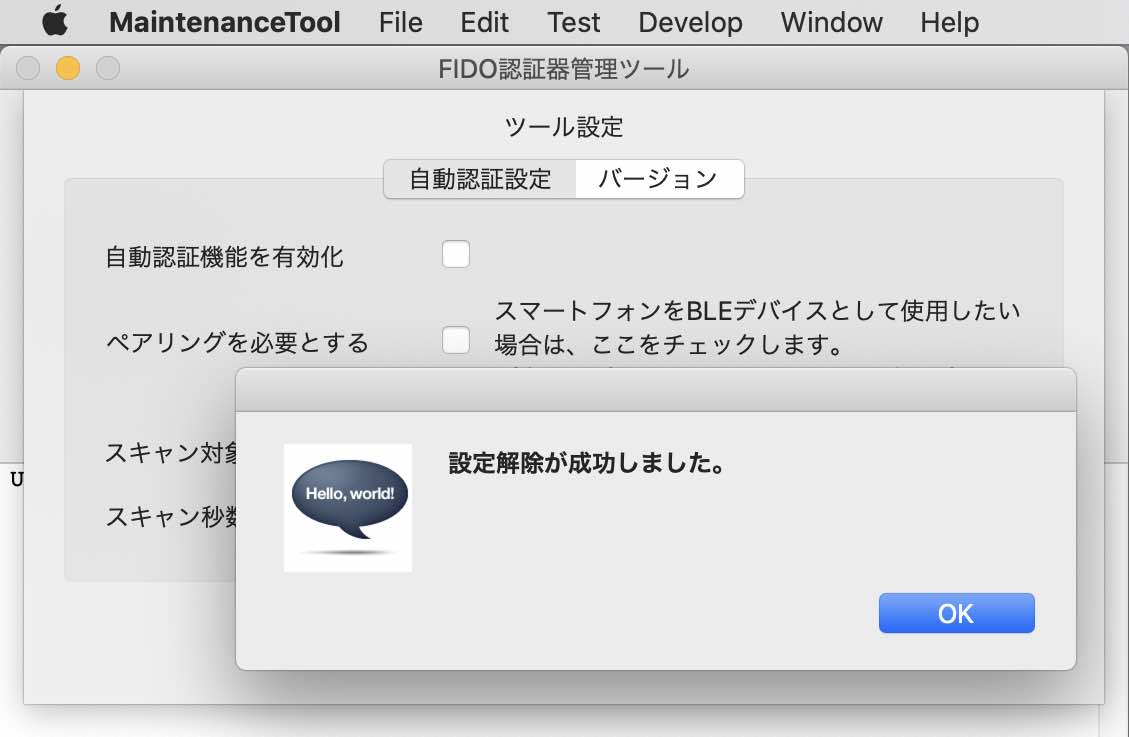 MaintenanceTool File Edit Test Develop Window Help
FIDO認証器管理ツール
ツール設定
自動認証設定 バージョン
自動認証機能を有効化
ペアリングを必要とする
スマートフォンをBLEデバイスとして使用したい
場合は、ここをチェックします。
スキャン対象
スキャン秒数
U
Hello, world!
設定解除が成功しました。
OK